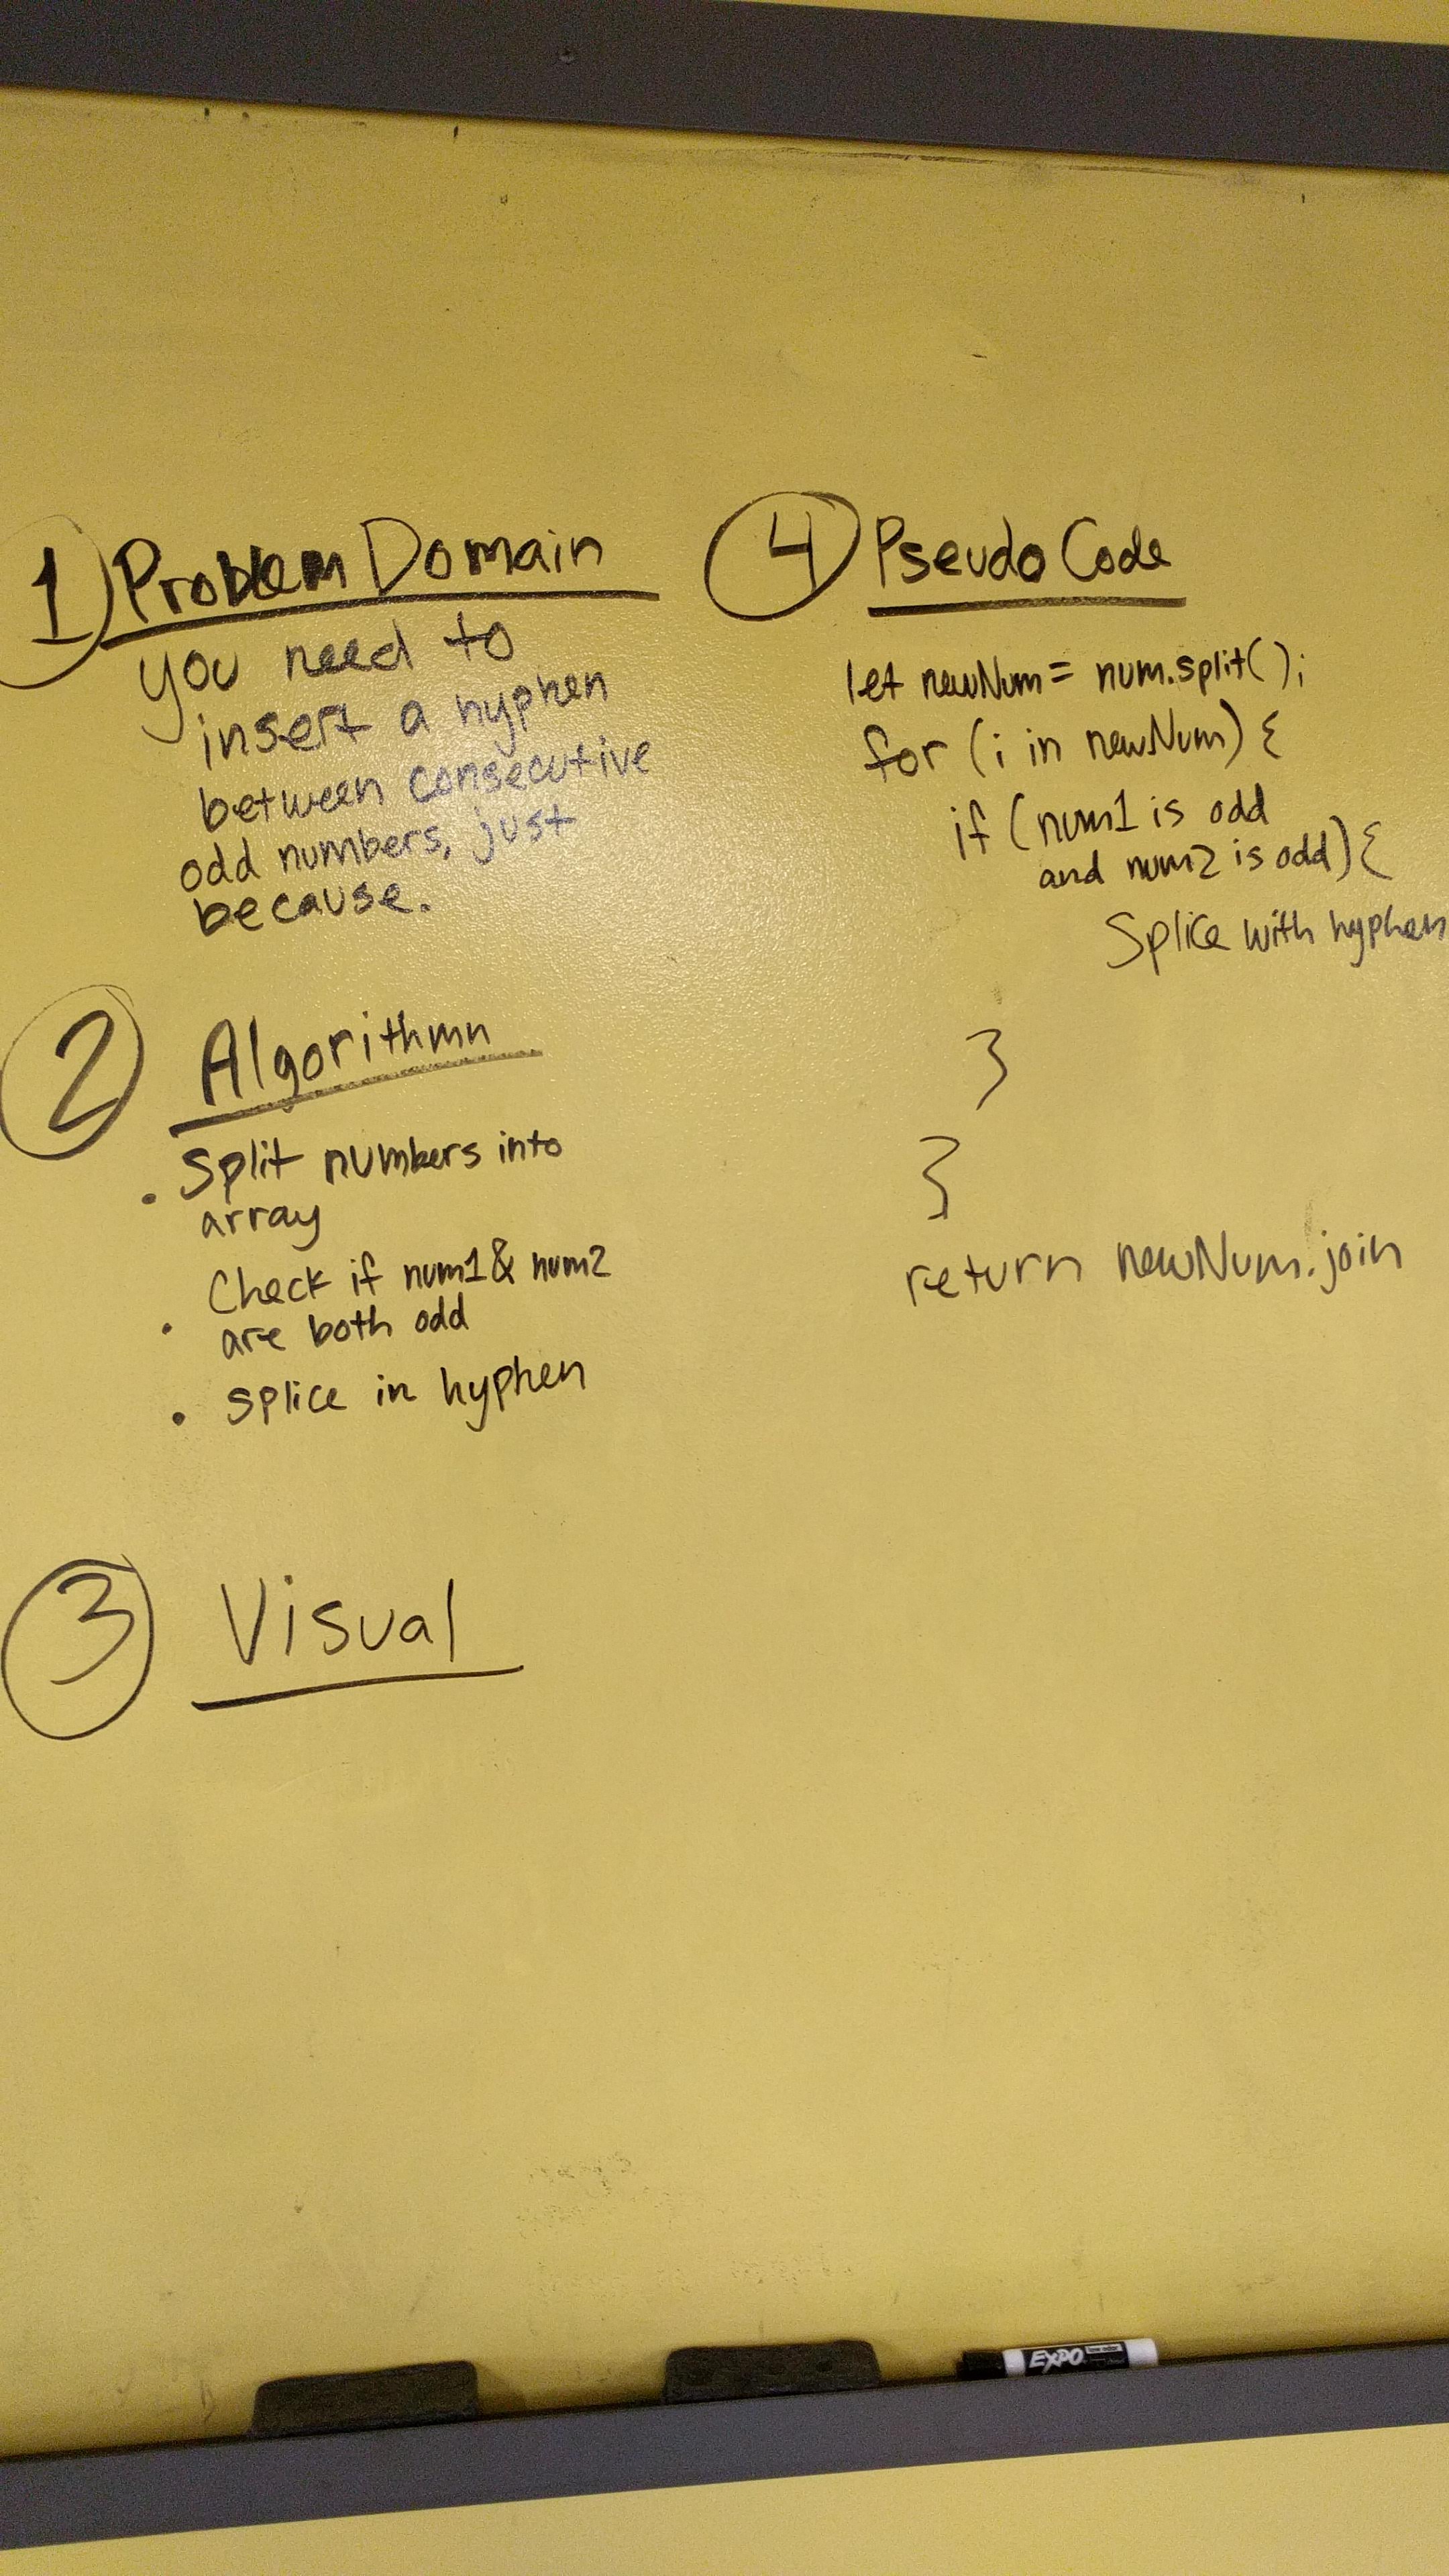 1 Problem Domain
you need to
insert a hyphen
between consecutive
odd numbers, just
because.
2 Algorithmn
• Split numbers into
array
• Check if num1 & num2
are both odd
• splice in hyphen
3 Visual
4 Pseudo Code
let newNum = num.split();
for (i in newNum) {
if (num1 is odd
and num2 is odd) {
Splice with hyphen
}
}
return newNum.join
EXPO